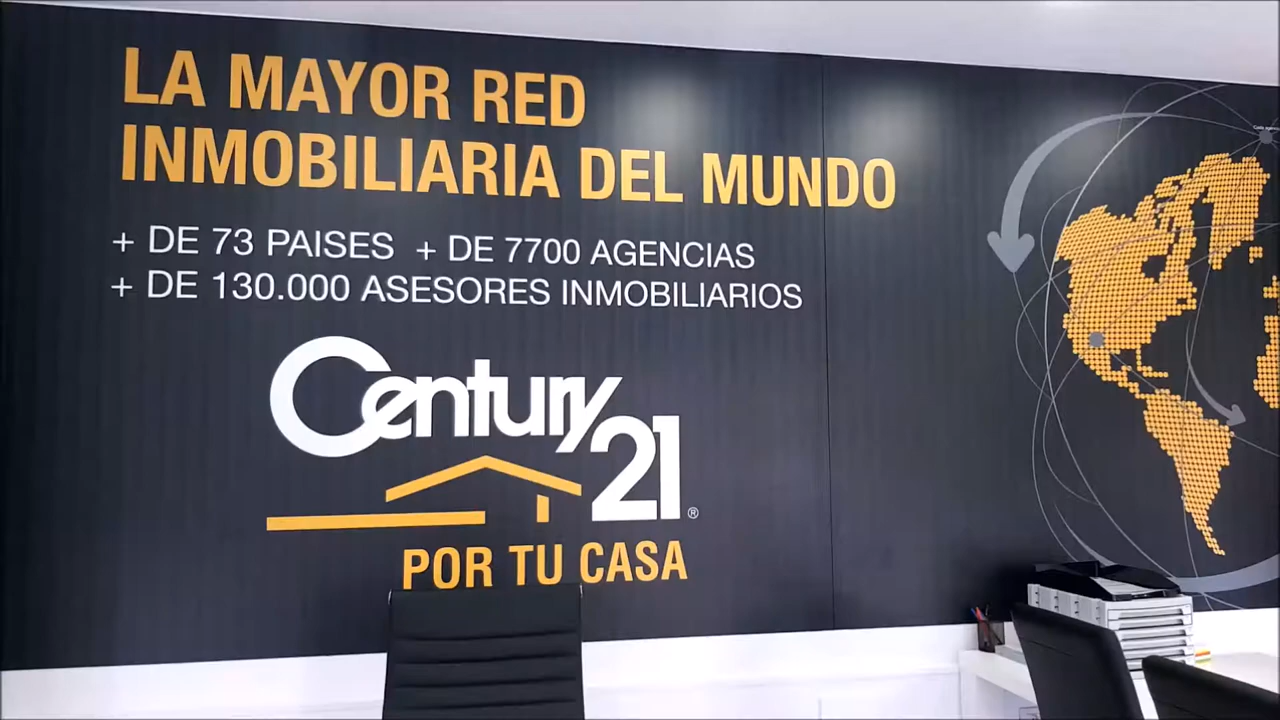 LA MAYOR RED
INMOBILIARIA DEL MUNDO
+ DE 73 PAISES + DE 7700 AGENCIAS
+ DE 130.000 ASESORES INMOBILIARIOS
Century
21®
POR TU CASA